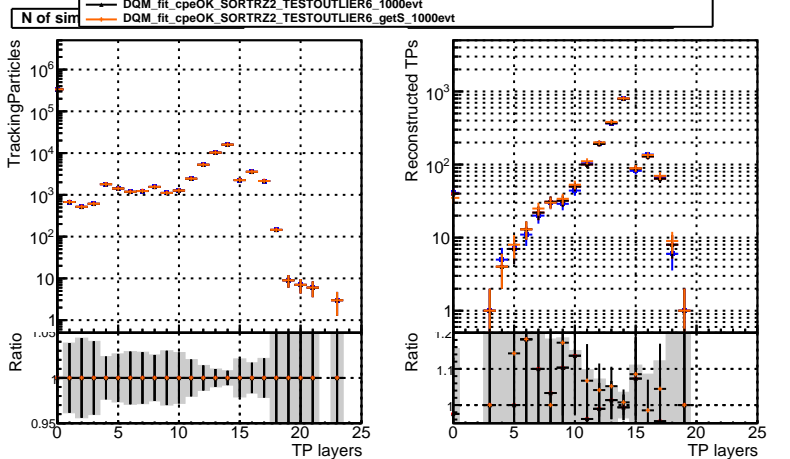 DQM_fit_cpeOK_SORTRZ2_TESTOUTLIER6_1000evt
N of sim
DQM_fit_cpeOK_SORTRZ2_TESTOUTLIER6_getS_1000evt
TrackingParticles
10^6
10^5
10^4
10^3
10^2
10
1
Ratio
1.05
1
0.95
0 5 10 15 20 25
TP layers
Reconstructed TPs
10^3
10^2
10
1
Ratio
1.2
1.1
1
0 5 10 15 20 25
TP layers